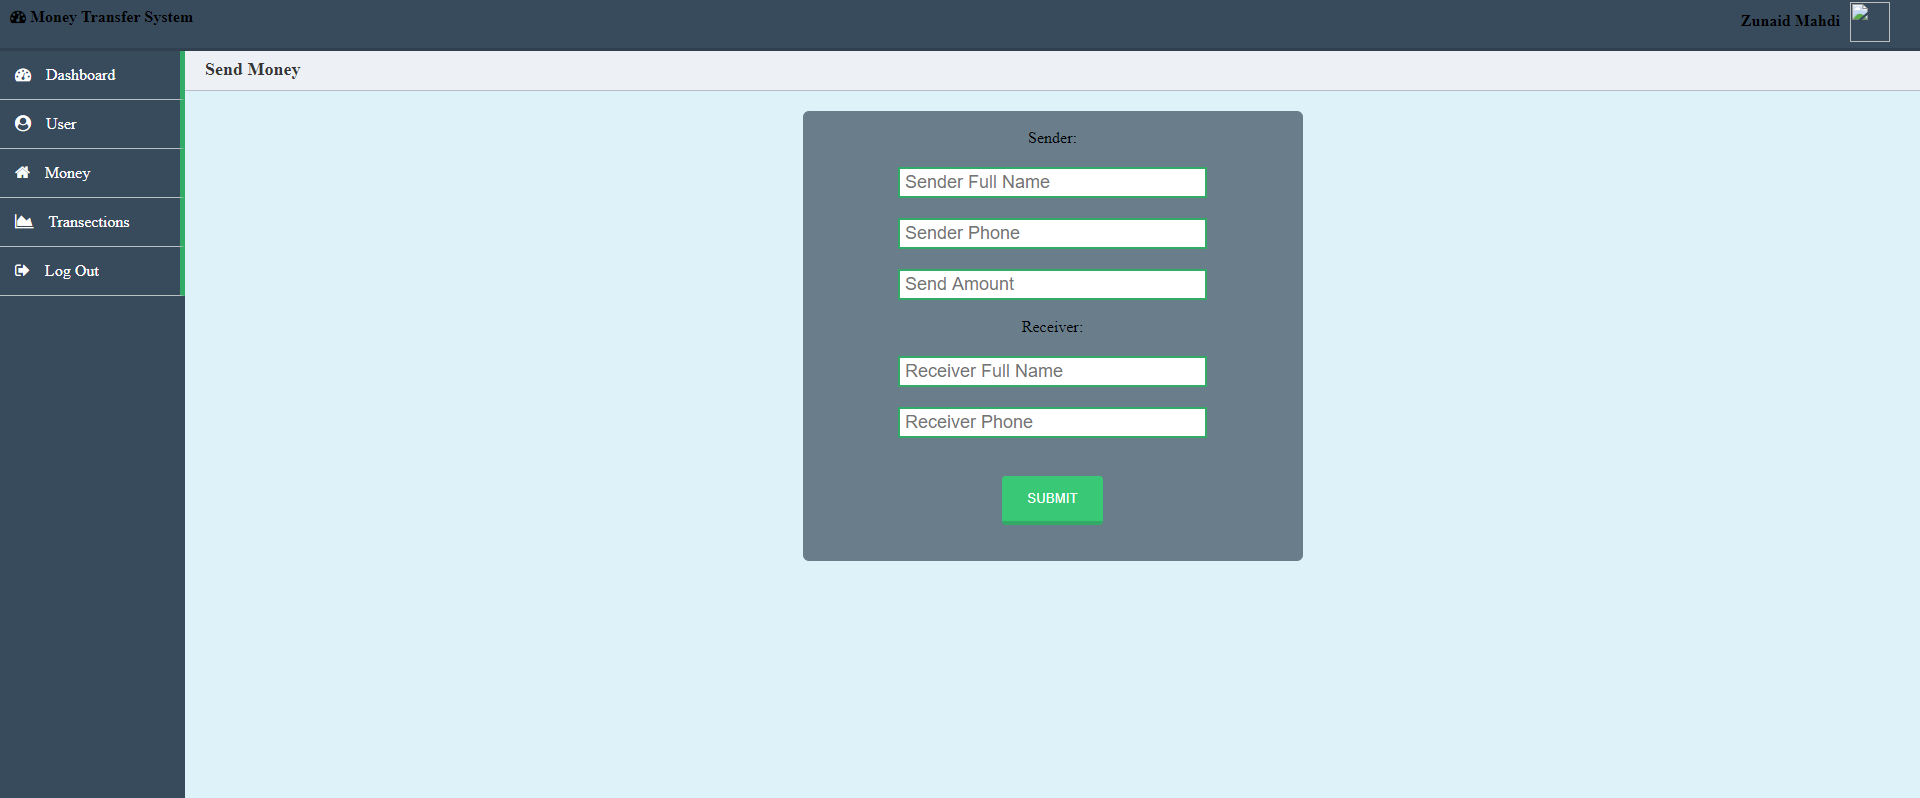 Money Transfer System
Zunaid Mahdi
Dashboard
User
Money
Transections
Log Out
Send Money
Sender:
Sender Full Name
Sender Phone
Send Amount
Receiver:
Receiver Full Name
Receiver Phone
SUBMIT